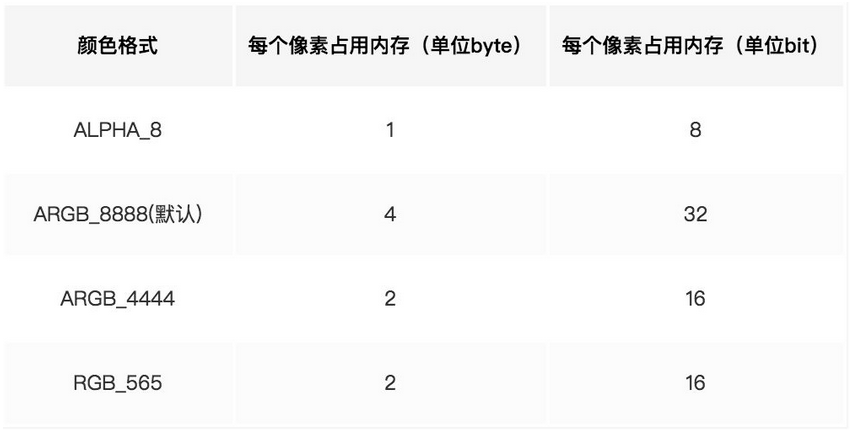 颜色格式 每个像素占用内存（单位byte） 每个像素占用内存（单位bit）
ALPHA_8 1 8
ARGB_8888(默认) 4 32
ARGB_4444 2 16
RGB_565 2 16